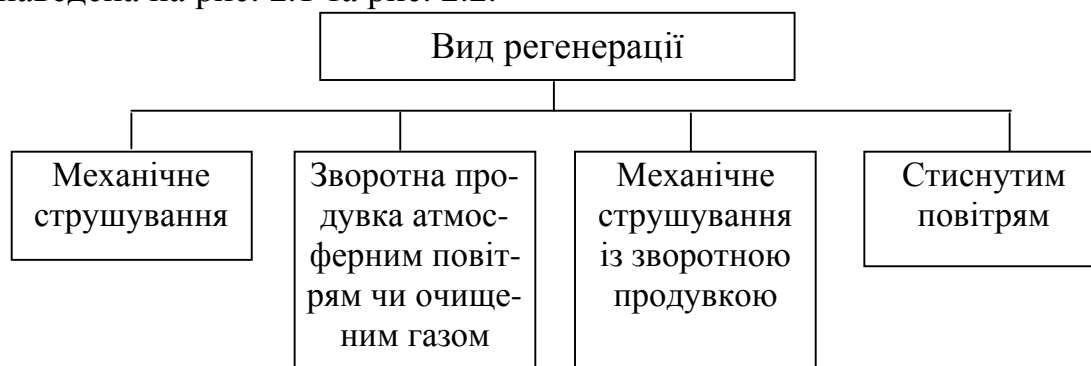 наведена на рис. 2.1 та рис. 2.2.
Вид регенерації
Механічне
струшування
Зворотна про-
дувка атмос-
ферним повіт-
рям чи очище-
ним газом
Механічне
струшування
із зворотною
продувкою
Стиснутим
повітрям